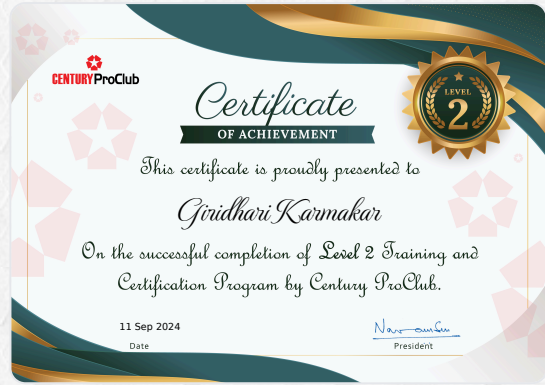 CENTURY ProClub
LEVEL
2
Certificate
OF ACHIEVEMENT
This certificate is proudly presented to
Giridhari Karmakar
On the successful completion of Level 2 Training and
Certification Program by Century ProClub.
11 Sep 2024
Date
President